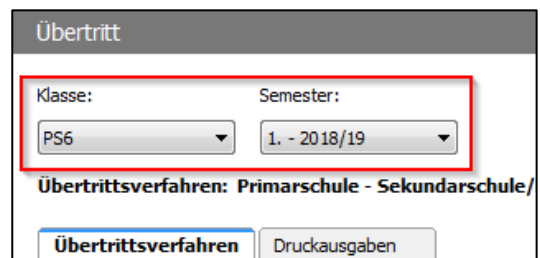 Übertritt
Klasse: Semester:
PS6 1. - 2018/19
Übertrittsverfahren: Primarschule - Sekundarschule/
Übertrittsverfahren Druckausgaben